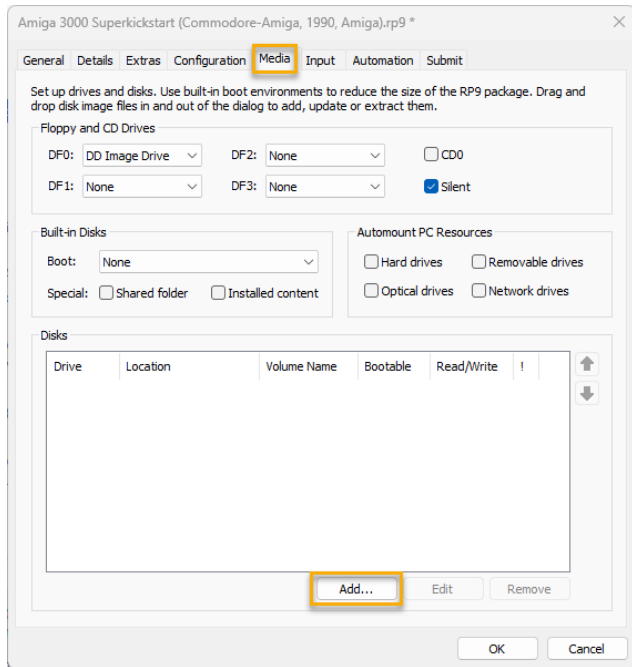 Amiga 3000 Superkickstart (Commodore-Amiga, 1990, Amiga).rp9 *
General Details Extras Configuration Media Input Automation Submit
Set up drives and disks. Use built-in boot environments to reduce the size of the RP9 package. Drag and
drop disk image files in and out of the dialog to add, update or extract them.
Floppy and CD Drives
DF0: DD Image Drive DF2: None CD0
DF1: None DF3: None Silent
Built-in Disks Automount PC Resources
Boot: None Hard drives Removable drives
Special: Shared folder Installed content Optical drives Network drives
Disks
Drive Location Volume Name Bootable Read/Write !
Add... Edit Remove
OK Cancel